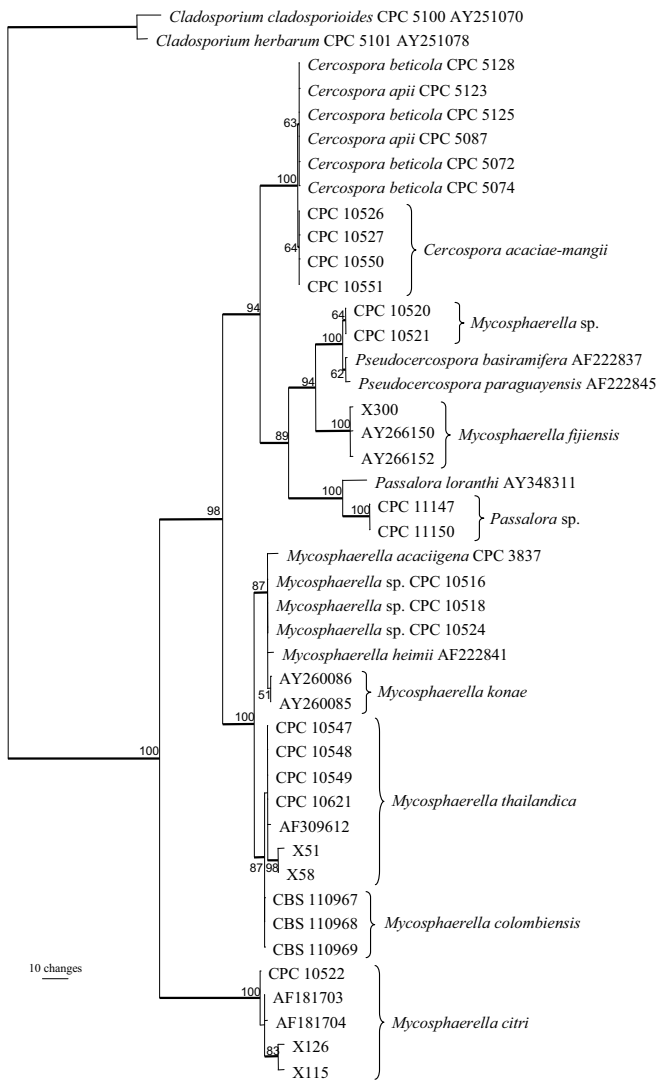 Cladosporium cladosporioides CPC 5100 AY251070
Cladosporium herbarum CPC 5101 AY251078
Cercospora beticola CPC 5128
Cercospora apii CPC 5123
Cercospora beticola CPC 5125
63
Cercospora apii CPC 5087
Cercospora beticola CPC 5072
100
Cercospora beticola CPC 5074
CPC 10526
CPC 10527
64
Cercospora acaciae-mangii
CPC 10550
CPC 10551
94
CPC 10520
64
Mycosphaerella sp.
CPC 10521
100
Pseudocercospora basiramifera AF222837
62
Pseudocercospora paraguayensis AF222845
94
X300
100
AY266150
Mycosphaerella fijiensis
89
AY266152
Passalora loranthi AY348311
100
CPC 11147
100
Passalora sp.
98
CPC 11150
Mycosphaerella acaciigena CPC 3837
87
Mycosphaerella sp. CPC 10516
Mycosphaerella sp. CPC 10518
Mycosphaerella sp. CPC 10524
Mycosphaerella heimii AF222841
AY260086
51
Mycosphaerella konae
AY260085
100
CPC 10547
CPC 10548
100
CPC 10549
CPC 10621
Mycosphaerella thailandica
AF309612
X51
87
98
X58
CBS 110967
CBS 110968
Mycosphaerella colombiensis
CBS 110969
10 changes
CPC 10522
100
AF181703
AF181704
Mycosphaerella citri
X126
83
X115